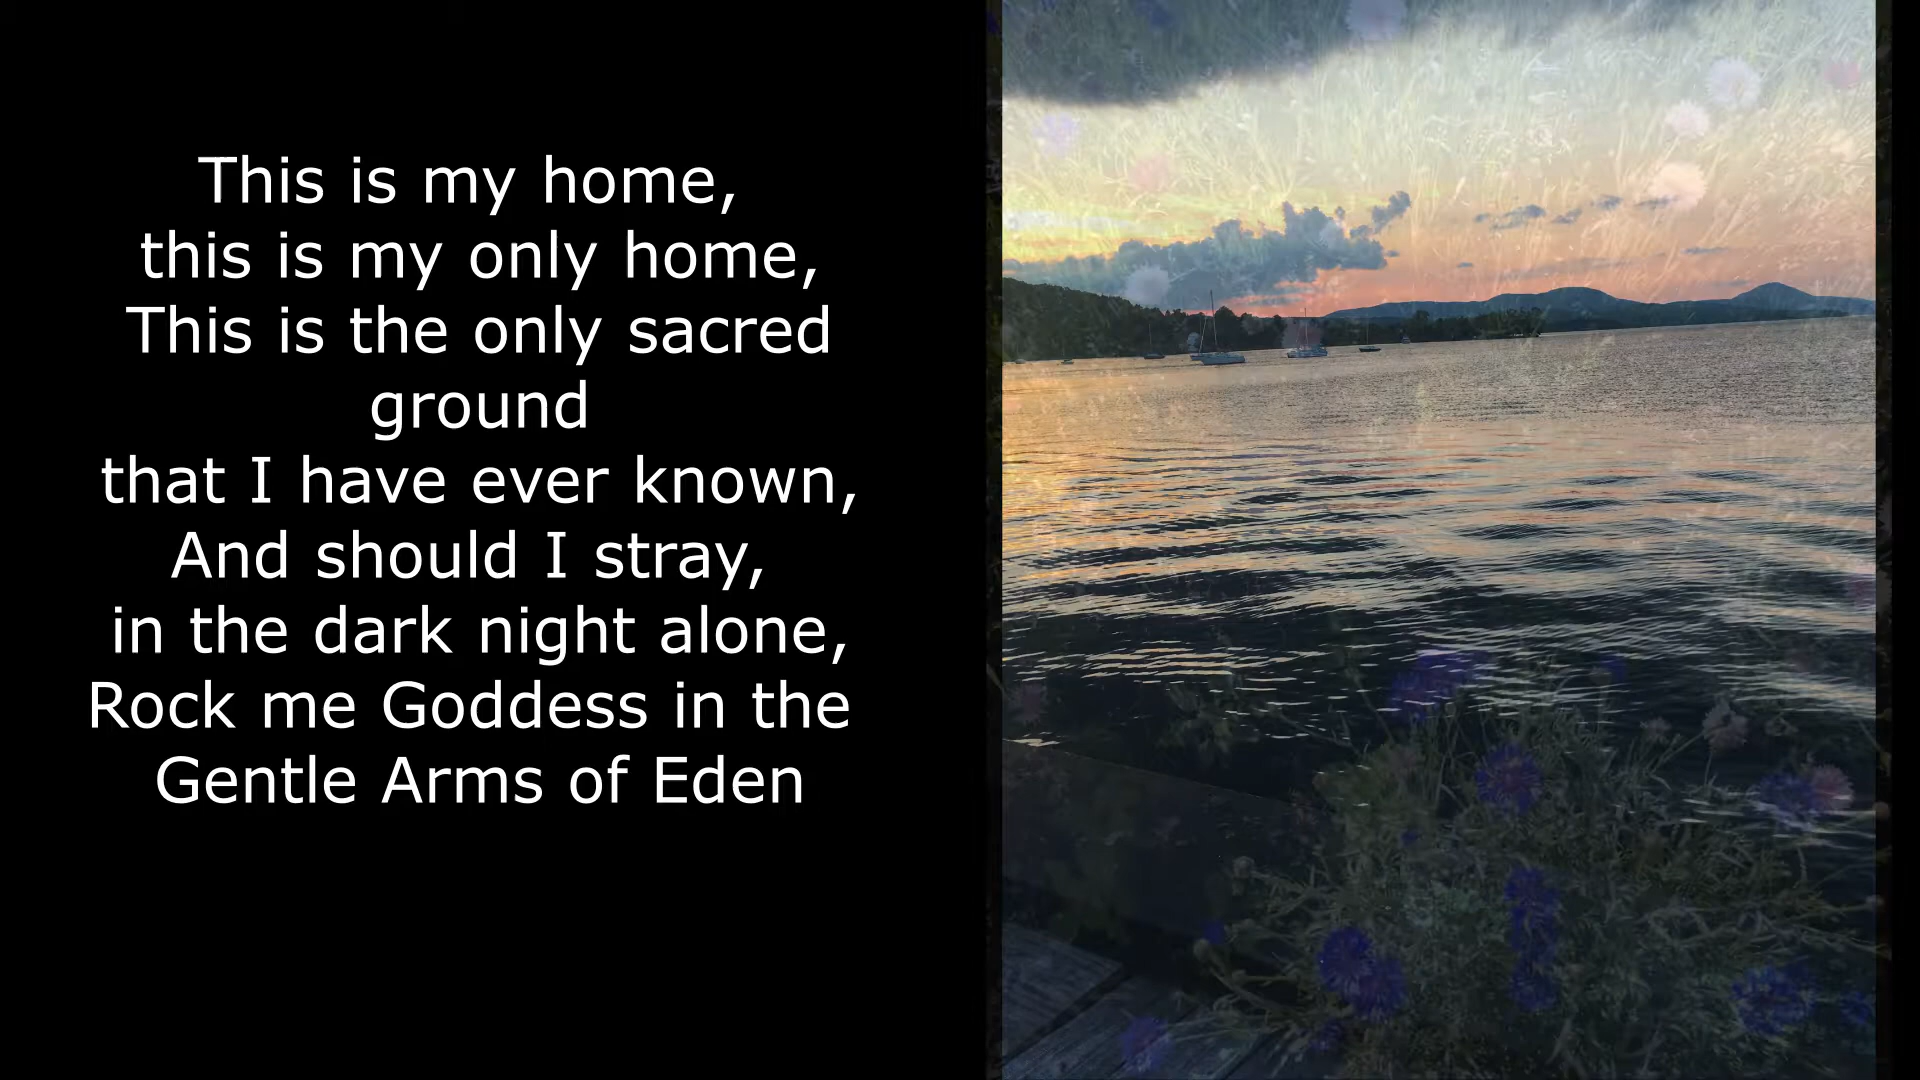 This is my home,
this is my only home,
This is the only sacred
ground
that I have ever known,
And should I stray,
in the dark night alone,
Rock me Goddess in the
Gentle Arms of Eden